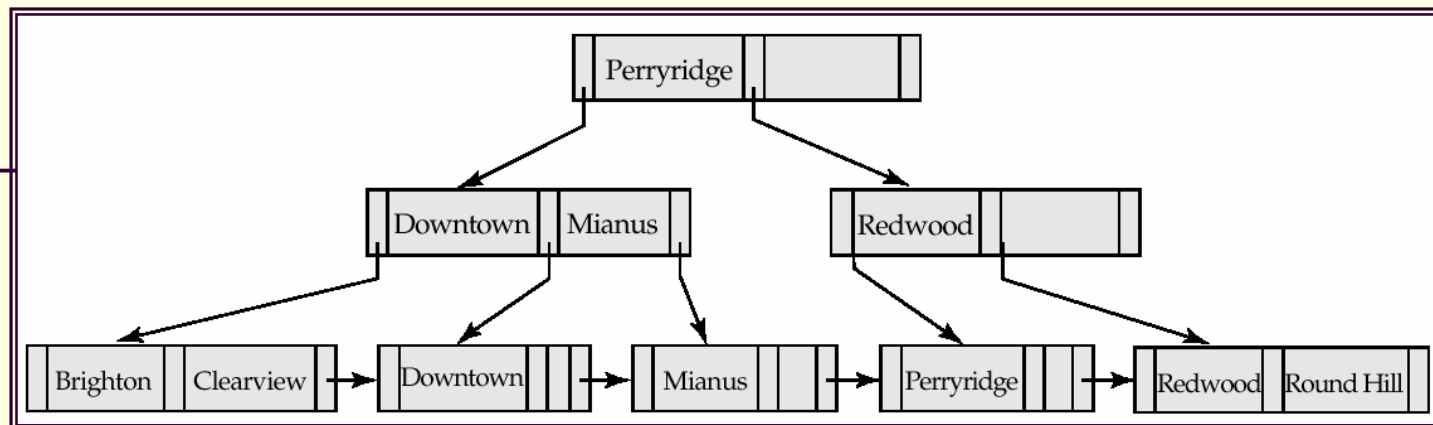 Perryridge
Downtown Mianus
Redwood
Brighton Clearview
Downtown
Mianus
Perryridge
Redwood Round Hill